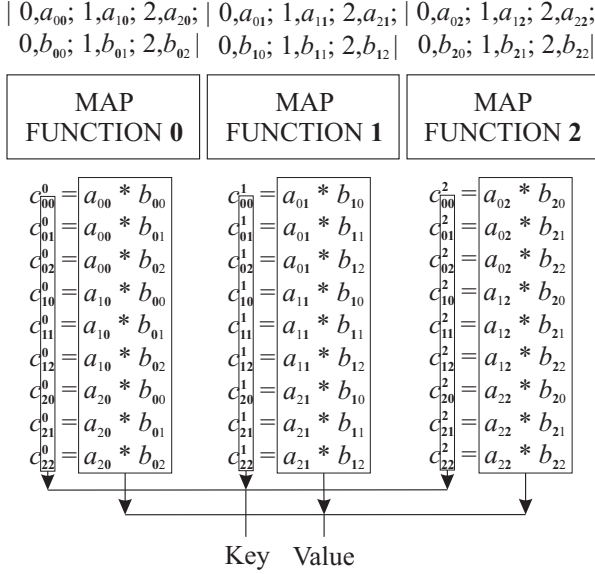 | 0,a₀₀; 1,a₁₀; 2,a₂₀; | 0,a₀₁; 1,a₁₁; 2,a₂₁; | 0,a₀₂; 1,a₁₂; 2,a₂₂;
0,b₀₀; 1,b₀₁; 2,b₀₂| 0,b₁₀; 1,b₁₁; 2,b₁₂| 0,b₂₀; 1,b₂₁; 2,b₂₂|
MAP FUNCTION 0
MAP FUNCTION 1
MAP FUNCTION 2
c⁰₀₀ = a₀₀ * b₀₀ c¹₀₀ = a₀₁ * b₁₀ c²₀₀ = a₀₂ * b₂₀
c⁰₀₁ = a₀₀ * b₀₁ c¹₀₁ = a₀₁ * b₁₁ c²₀₁ = a₀₂ * b₂₁
c⁰₀₂ = a₀₀ * b₀₂ c¹₀₂ = a₀₁ * b₁₂ c²₀₂ = a₀₂ * b₂₂
c⁰₁₀ = a₁₀ * b₀₀ c¹₁₀ = a₁₁ * b₁₀ c²₁₀ = a₁₂ * b₂₀
c⁰₁₁ = a₁₀ * b₀₁ c¹₁₁ = a₁₁ * b₁₁ c²₁₁ = a₁₂ * b₂₁
c⁰₁₂ = a₁₀ * b₀₂ c¹₁₂ = a₁₁ * b₁₂ c²₁₂ = a₁₂ * b₂₂
c⁰₂₀ = a₂₀ * b₀₀ c¹₂₀ = a₂₁ * b₁₀ c²₂₀ = a₂₂ * b₂₀
c⁰₂₁ = a₂₀ * b₀₁ c¹₂₁ = a₂₁ * b₁₁ c²₂₁ = a₂₂ * b₂₁
c⁰₂₂ = a₂₀ * b₀₂ c¹₂₂ = a₂₁ * b₁₂ c²₂₂ = a₂₂ * b₂₂
Key Value